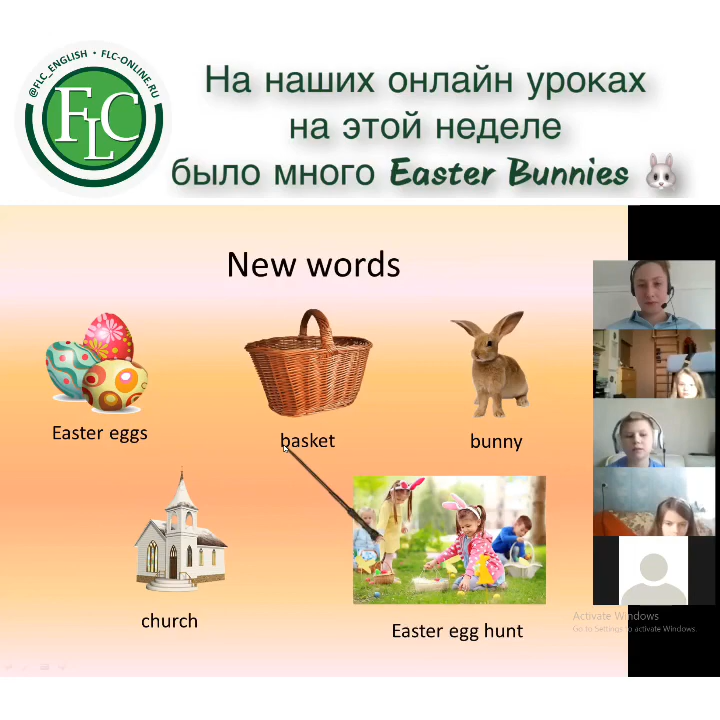 @FLC_ENGLISH • FLC-ONLINE.RU
FLC
На наших онлайн уроках
на этой неделе
было много Easter Bunnies
New words
Easter eggs
basket
bunny
church
Easter egg hunt
Activate Windows
Go to Settings to activate Windows.